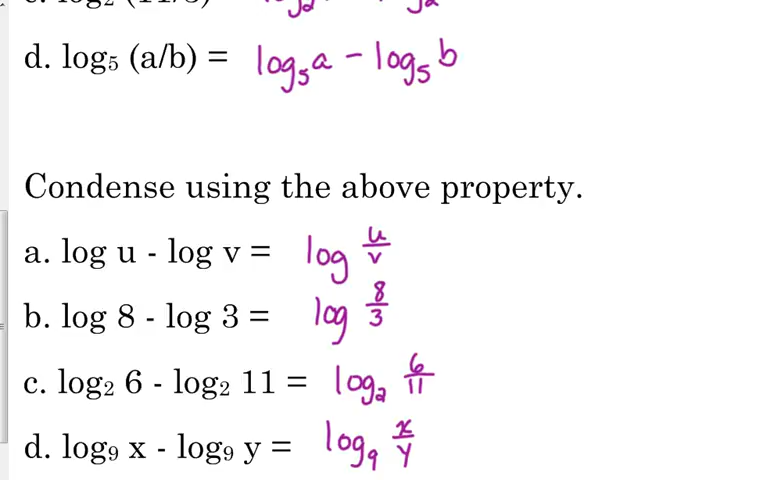 d. log₅ (a/b) = log₅a − log₅b
Condense using the above property.
a. log u - log v = log u/v
b. log 8 - log 3 = log 8/3
c. log₂ 6 - log₂ 11 = log₂ 6/11
d. log₉ x - log₉ y = log₉ x/y